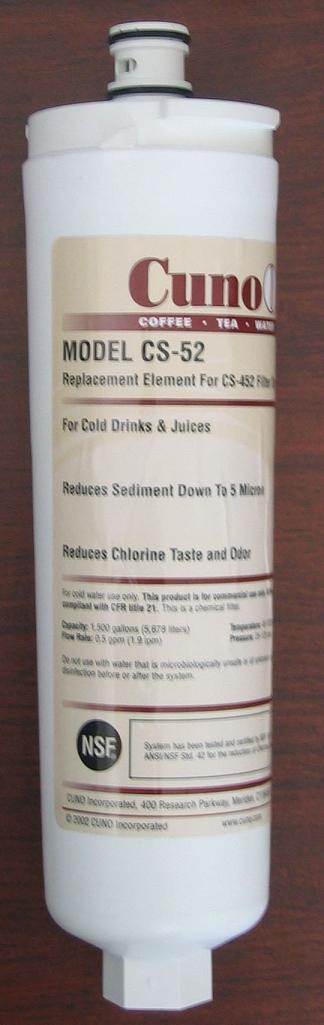 Cuno
COFFEE · TEA · WATER
MODEL CS-52
Replacement Element For CS-452 Filter
For Cold Drinks & Juices
Reduces Sediment Down To 5 Micron
Reduces Chlorine Taste and Odor
For cold water use only. This product is for commercial use only.
compliant with CFR title 21. This is a chemical filter.
Capacity: 1,500 gallons (5,678 liters) Temperature:
Flow Rate: 0.5 gpm (1.9 lpm) Pressure:
Do not use with water that is microbiologically unsafe or of unknown
disinfection before or after the system.
NSF
System has been tested and certified by NSF
ANSI/NSF Std. 42 for the reduction of
CUNO Incorporated, 400 Research Parkway, Meriden, CT
© 2002 CUNO Incorporated www.cuno.com